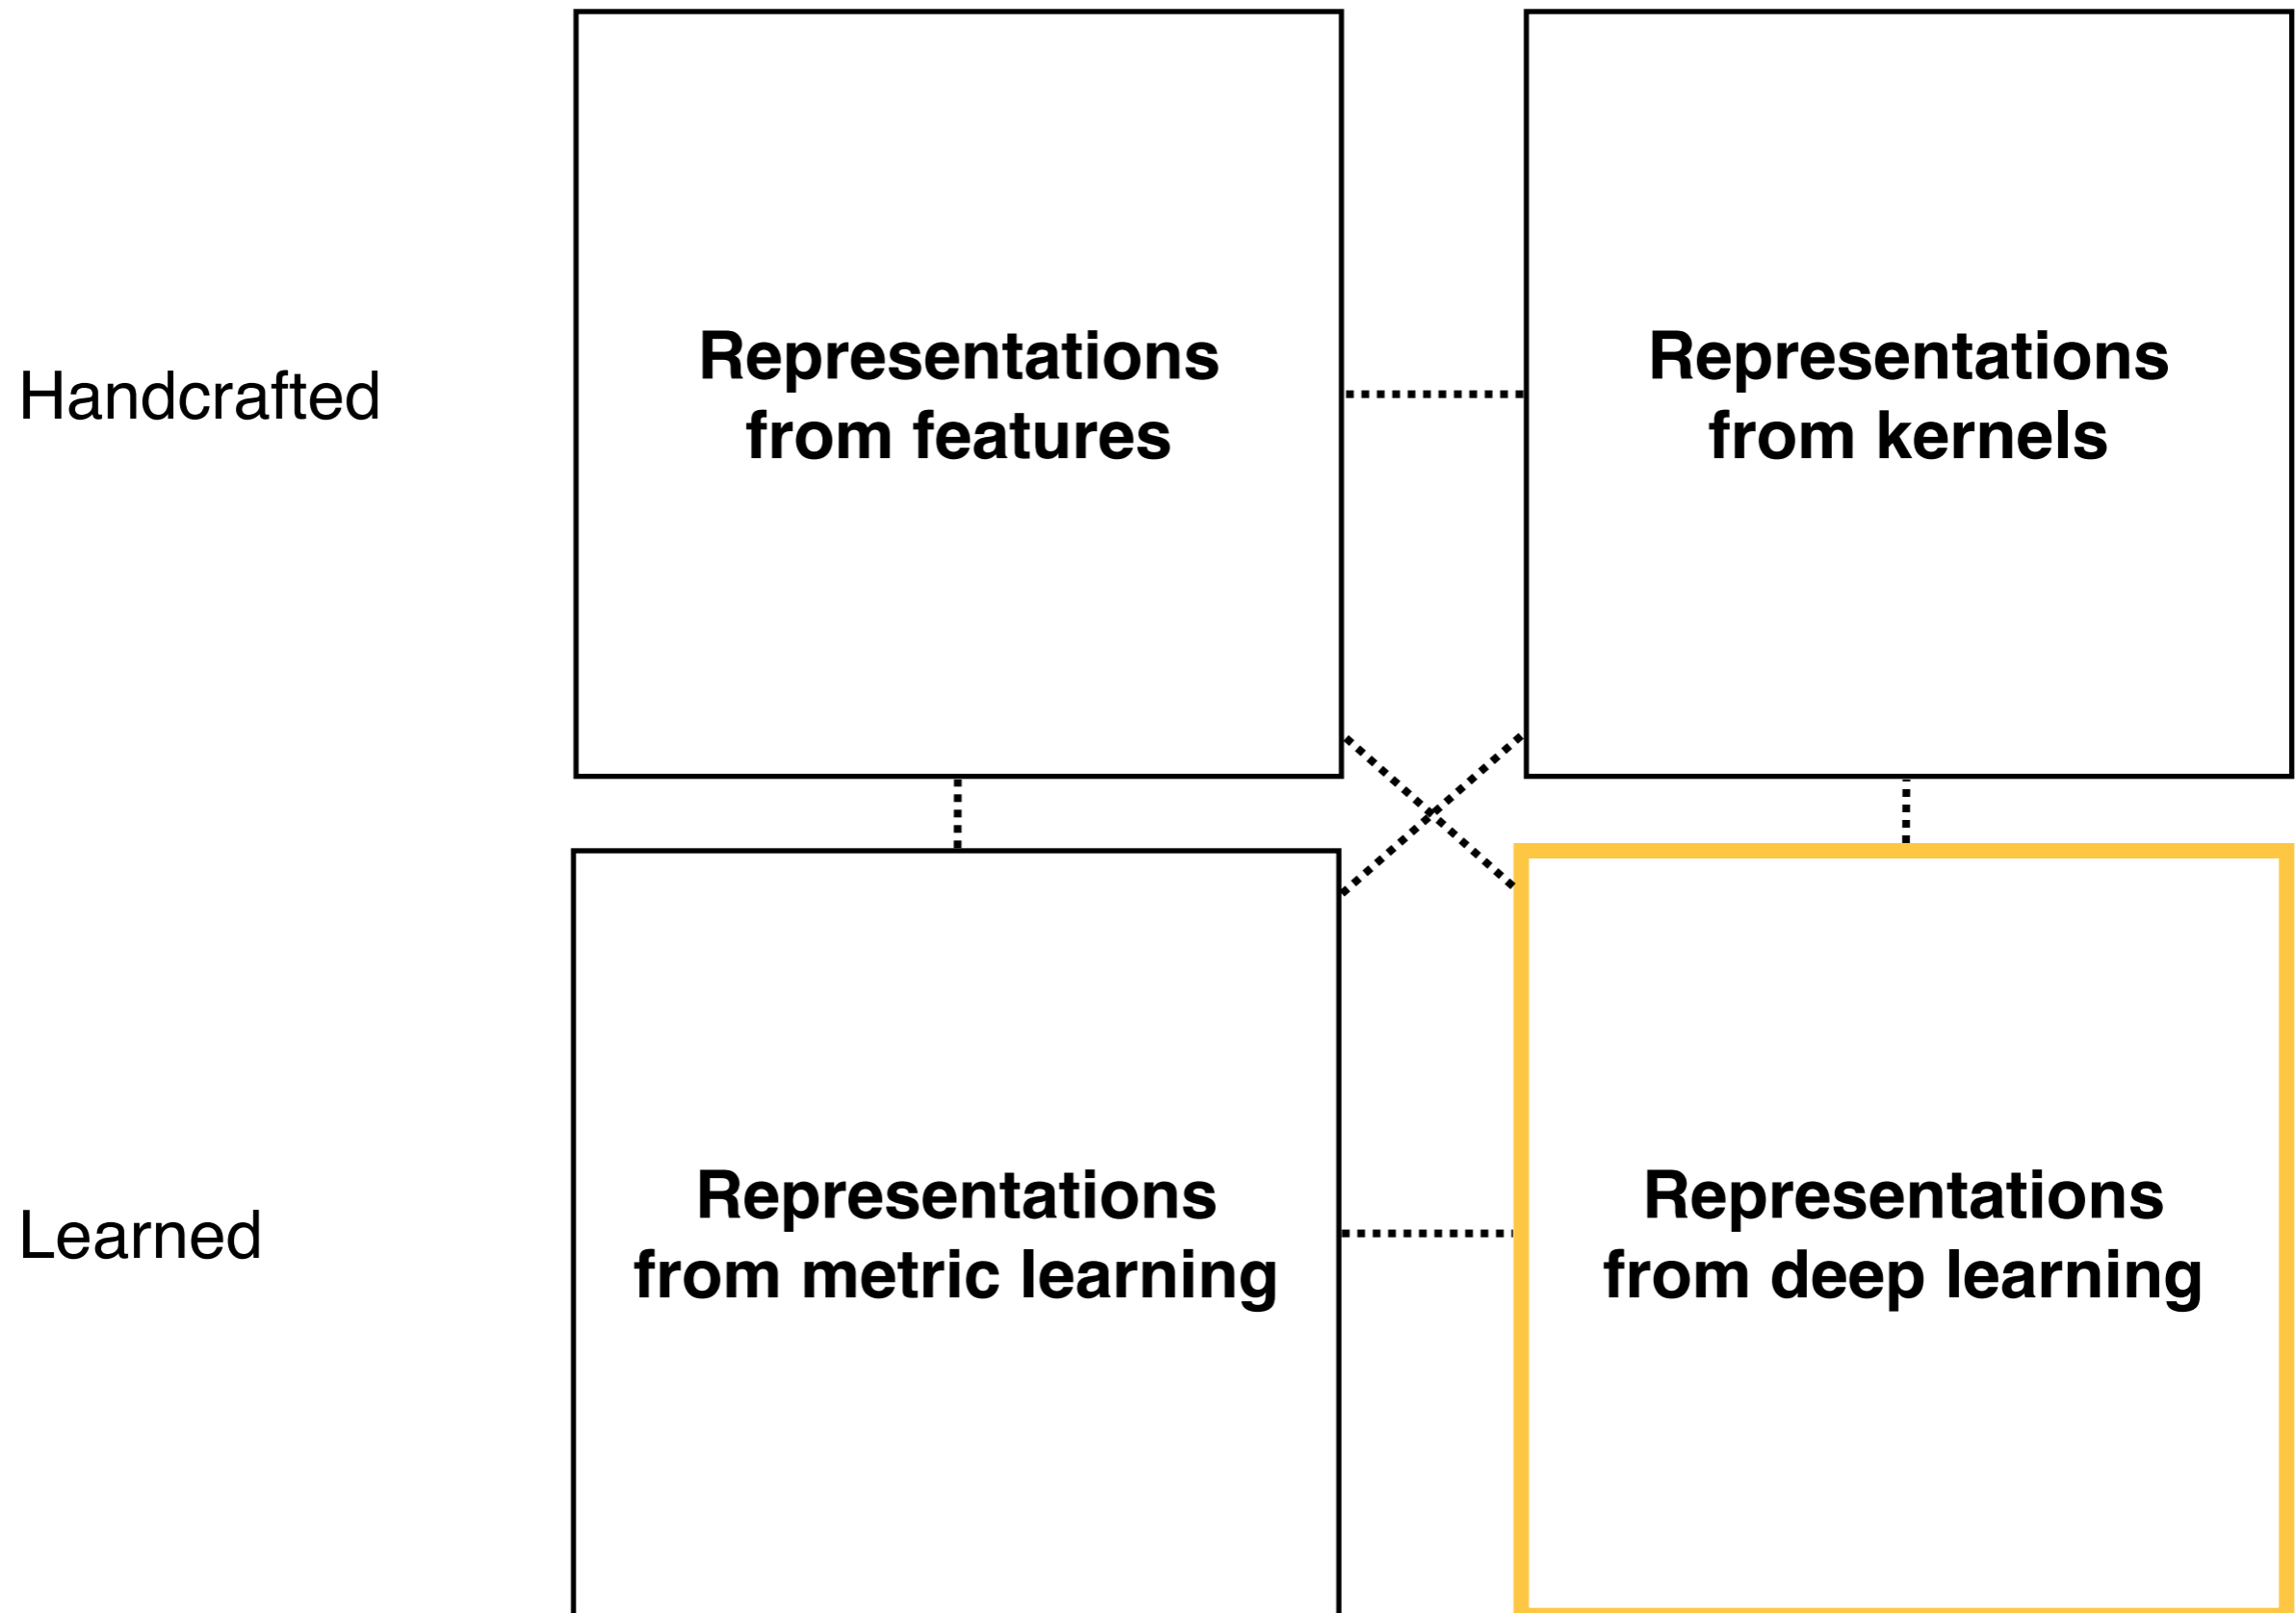 Handcrafted
Representations
from features
Representations
from kernels
Learned
Representations
from metric learning
Representations
from deep learning